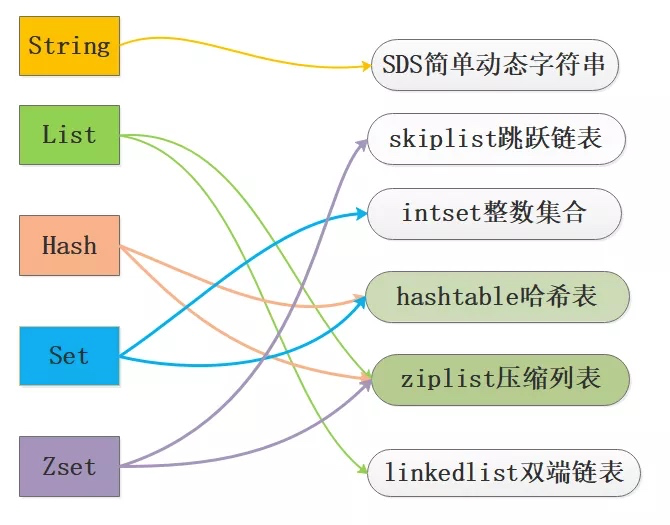 String
List
Hash
Set
Zset
SDS简单动态字符串
skiplist跳跃链表
intset整数集合
hashtable哈希表
ziplist压缩列表
linkedlist双端链表